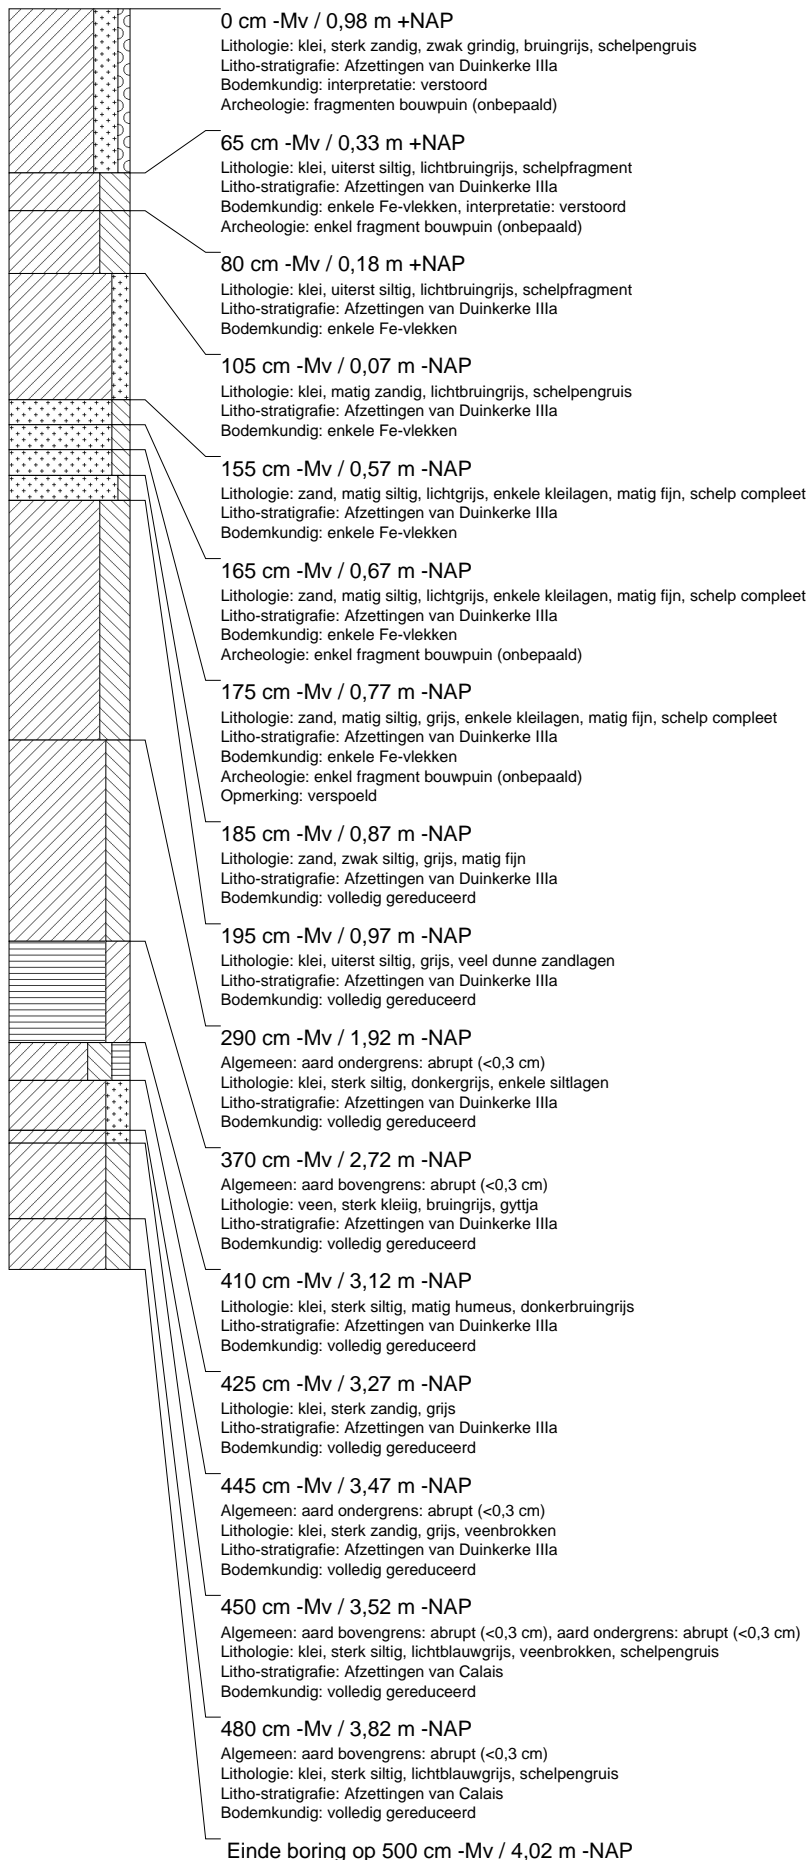 0 cm -Mv / 0,98 m +NAP
Lithologie: klei, sterk zandig, zwak grindig, bruingrijs, schelpengruis
Litho-stratigrafie: Afzettingen van Duinkerke IIIa
Bodemkundig: interpretatie: verstoord
Archeologie: fragmenten bouwpuin (onbepaald)
65 cm -Mv / 0,33 m +NAP
Lithologie: klei, uiterst siltig, lichtbruingrijs, schelpfragment
Litho-stratigrafie: Afzettingen van Duinkerke IIIa
Bodemkundig: enkele Fe-vlekken, interpretatie: verstoord
Archeologie: enkel fragment bouwpuin (onbepaald)
80 cm -Mv / 0,18 m +NAP
Lithologie: klei, uiterst siltig, lichtbruingrijs, schelpfragment
Litho-stratigrafie: Afzettingen van Duinkerke IIIa
Bodemkundig: enkele Fe-vlekken
105 cm -Mv / 0,07 m -NAP
Lithologie: klei, matig zandig, lichtbruingrijs, schelpengruis
Litho-stratigrafie: Afzettingen van Duinkerke IIIa
Bodemkundig: enkele Fe-vlekken
155 cm -Mv / 0,57 m -NAP
Lithologie: zand, matig siltig, lichtgrijs, enkele kleilagen, matig fijn, schelp compleet
Litho-stratigrafie: Afzettingen van Duinkerke IIIa
Bodemkundig: enkele Fe-vlekken
165 cm -Mv / 0,67 m -NAP
Lithologie: zand, matig siltig, lichtgrijs, enkele kleilagen, matig fijn, schelp compleet
Litho-stratigrafie: Afzettingen van Duinkerke IIIa
Bodemkundig: enkele Fe-vlekken
Archeologie: enkel fragment bouwpuin (onbepaald)
175 cm -Mv / 0,77 m -NAP
Lithologie: zand, matig siltig, grijs, enkele kleilagen, matig fijn, schelp compleet
Litho-stratigrafie: Afzettingen van Duinkerke IIIa
Bodemkundig: enkele Fe-vlekken
Archeologie: enkel fragment bouwpuin (onbepaald)
Opmerking: verspoeld
185 cm -Mv / 0,87 m -NAP
Lithologie: zand, zwak siltig, grijs, matig fijn
Litho-stratigrafie: Afzettingen van Duinkerke IIIa
Bodemkundig: volledig gereduceerd
195 cm -Mv / 0,97 m -NAP
Lithologie: klei, uiterst siltig, grijs, veel dunne zandlagen
Litho-stratigrafie: Afzettingen van Duinkerke IIIa
Bodemkundig: volledig gereduceerd
290 cm -Mv / 1,92 m -NAP
Algemeen: aard ondergrens: abrupt (<0,3 cm)
Lithologie: klei, sterk siltig, donkergrijs, enkele siltlagen
Litho-stratigrafie: Afzettingen van Duinkerke IIIa
Bodemkundig: volledig gereduceerd
370 cm -Mv / 2,72 m -NAP
Algemeen: aard bovengrens: abrupt (<0,3 cm)
Lithologie: veen, sterk kleiig, bruingrijs, gyttja
Litho-stratigrafie: Afzettingen van Duinkerke IIIa
Bodemkundig: volledig gereduceerd
410 cm -Mv / 3,12 m -NAP
Lithologie: klei, sterk siltig, matig humeus, donkerbruingrijs
Litho-stratigrafie: Afzettingen van Duinkerke IIIa
Bodemkundig: volledig gereduceerd
425 cm -Mv / 3,27 m -NAP
Lithologie: klei, sterk zandig, grijs
Litho-stratigrafie: Afzettingen van Duinkerke IIIa
Bodemkundig: volledig gereduceerd
445 cm -Mv / 3,47 m -NAP
Algemeen: aard ondergrens: abrupt (<0,3 cm)
Lithologie: klei, sterk zandig, grijs, veenbrokken
Litho-stratigrafie: Afzettingen van Duinkerke IIIa
Bodemkundig: volledig gereduceerd
450 cm -Mv / 3,52 m -NAP
Algemeen: aard bovengrens: abrupt (<0,3 cm), aard ondergrens: abrupt (<0,3 cm)
Lithologie: klei, sterk siltig, lichtblauwgrijs, veenbrokken, schelpengruis
Litho-stratigrafie: Afzettingen van Calais
Bodemkundig: volledig gereduceerd
480 cm -Mv / 3,82 m -NAP
Algemeen: aard bovengrens: abrupt (<0,3 cm)
Lithologie: klei, sterk siltig, lichtblauwgrijs, schelpengruis
Litho-stratigrafie: Afzettingen van Calais
Bodemkundig: volledig gereduceerd
Einde boring op 500 cm -Mv / 4,02 m -NAP